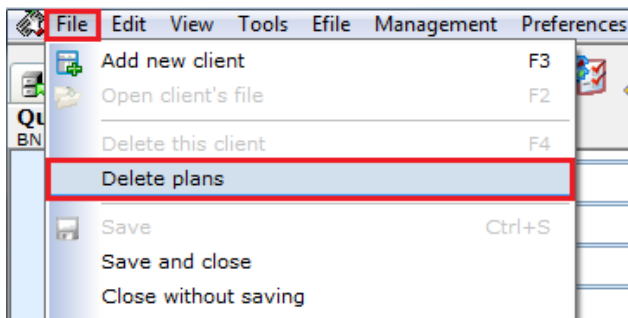 File Edit View Tools Efile Management Preferences
Add new client F3
Open client's file F2
Qu
BN
Delete this client F4
Delete plans
Save Ctrl+S
Save and close
Close without saving